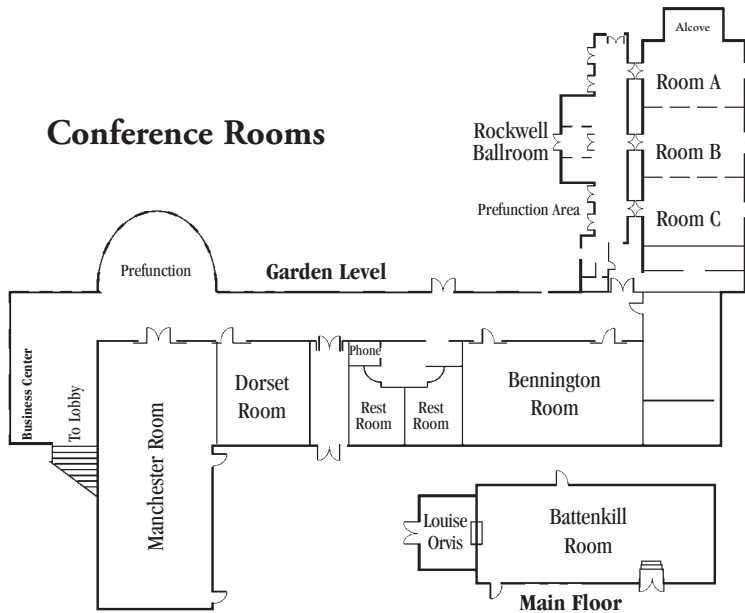 Alcove
Room A
Conference Rooms
Rockwell
Ballroom
Room B
Prefunction Area
Room C
Prefunction
Garden Level
Business Center
To Lobby
Manchester Room
Dorset
Room
Phone
Rest
Room
Rest
Room
Bennington
Room
Louise
Orvis
Battenkill
Room
Main Floor